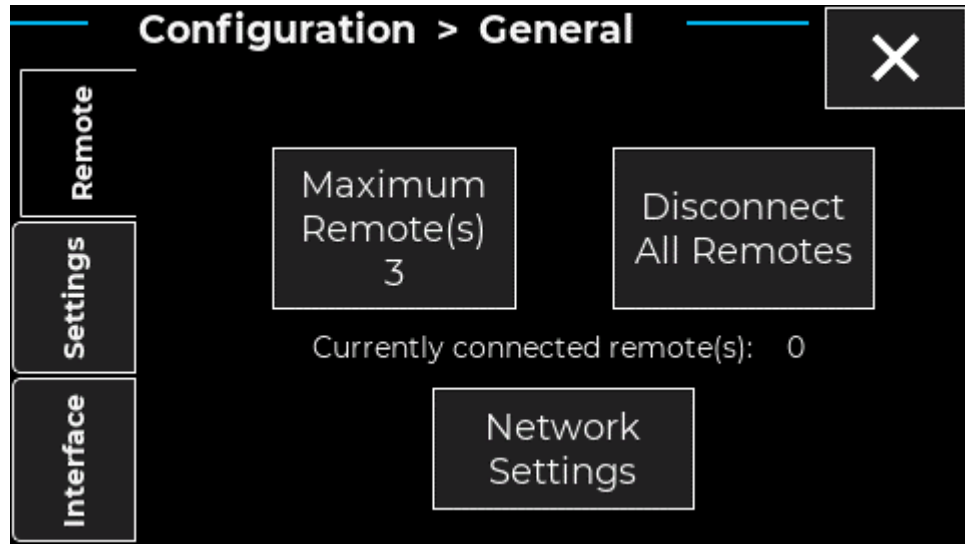 Configuration > General
Remote
Settings
Interface
Maximum
Remote(s)
3
Disconnect
All Remotes
Currently connected remote(s): 0
Network
Settings